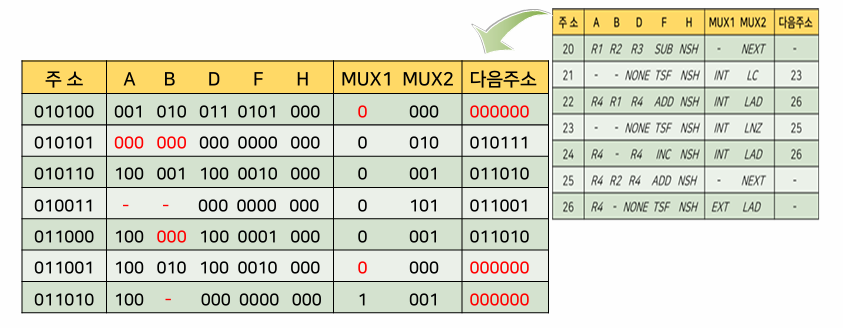 주 소 A B D F H MUX1 MUX2 다음주소
20 R1 R2 R3 SUB NSH - NEXT -
21 - - NONE TSF NSH INT LC 23
22 R4 R1 R4 ADD NSH INT LAD 26
23 - - NONE TSF NSH INT LNZ 25
24 R4 - R4 INC NSH INT LAD 26
25 R4 R2 R4 ADD NSH - NEXT -
26 R4 - NONE TSF NSH EXT LAD -
주 소 A B D F H MUX1 MUX2 다음주소
010100 001 010 011 0101 000 0 000 000000
010101 000 000 000 0000 000 0 010 010111
010110 100 001 100 0010 000 0 001 011010
010011 - - 000 0000 000 0 101 011001
011000 100 000 100 0001 000 0 001 011010
011001 100 010 100 0010 000 0 000 000000
011010 100 - 000 0000 000 1 001 000000